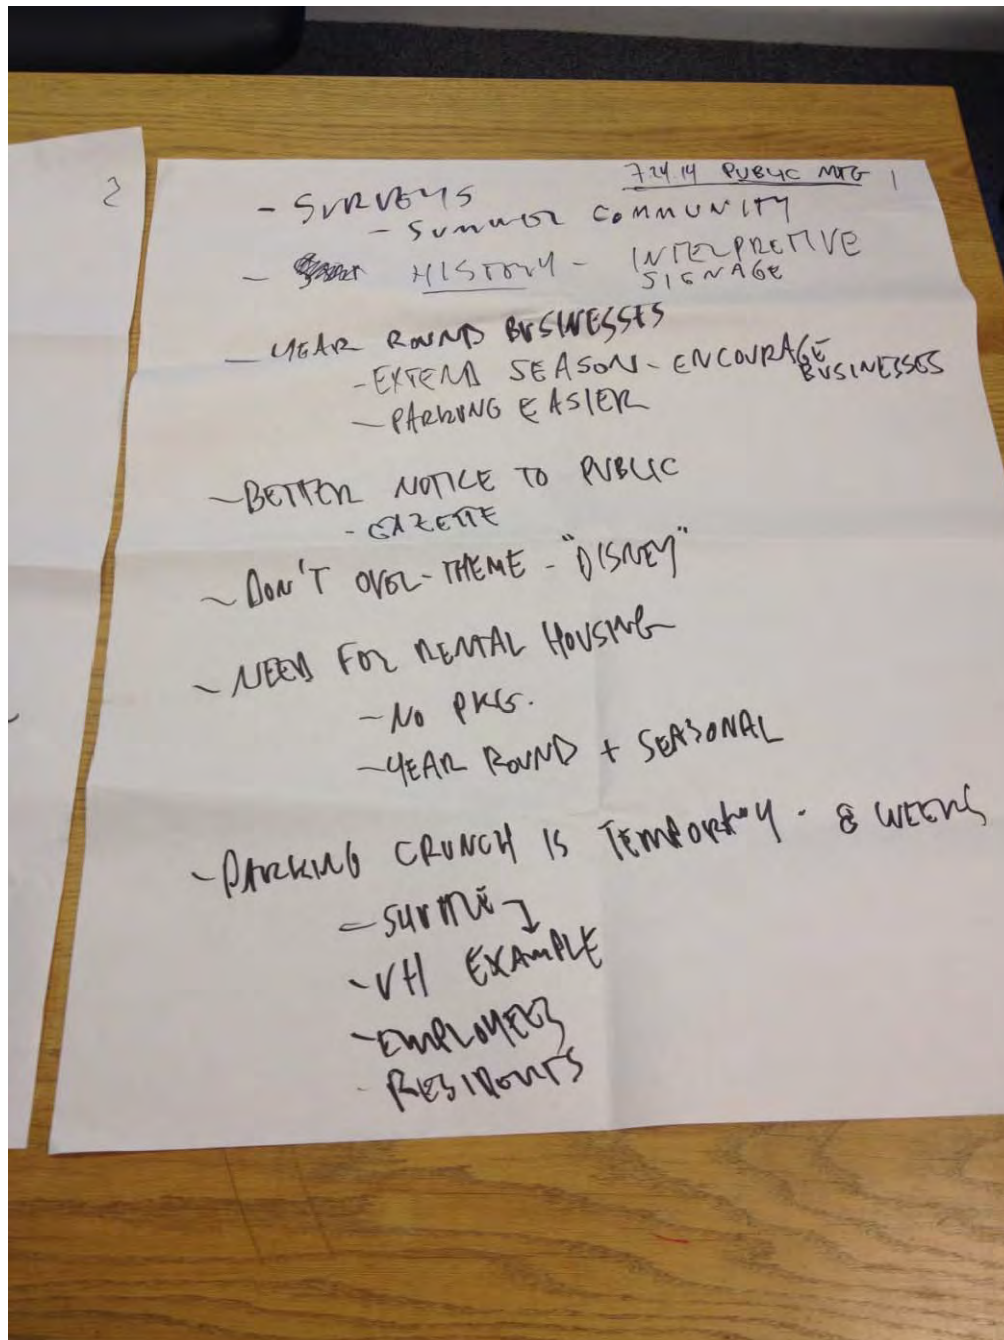 2
7.24.14 PUBLIC MTG 1
- SURVEYS
- SUMMER COMMUNITY
- HISTORY - INTERPRETIVE
SIGNAGE
- YEAR ROUND BUSINESSES
- EXTEND SEASON - ENCOURAGE
BUSINESSES
- PARKING EASIER
- BETTER NOTICE TO PUBLIC
- GAZETTE
- DON'T OVER-THEME - "DISNEY"
- NEED FOR RENTAL HOUSING
- NO PKG.
- YEAR ROUND + SEASONAL
- PARKING CRUNCH IS TEMPORARY - 8 WEEKS
- SHUTTLE
- VH EXAMPLE
- EMPLOYEES
- RESIDENTS